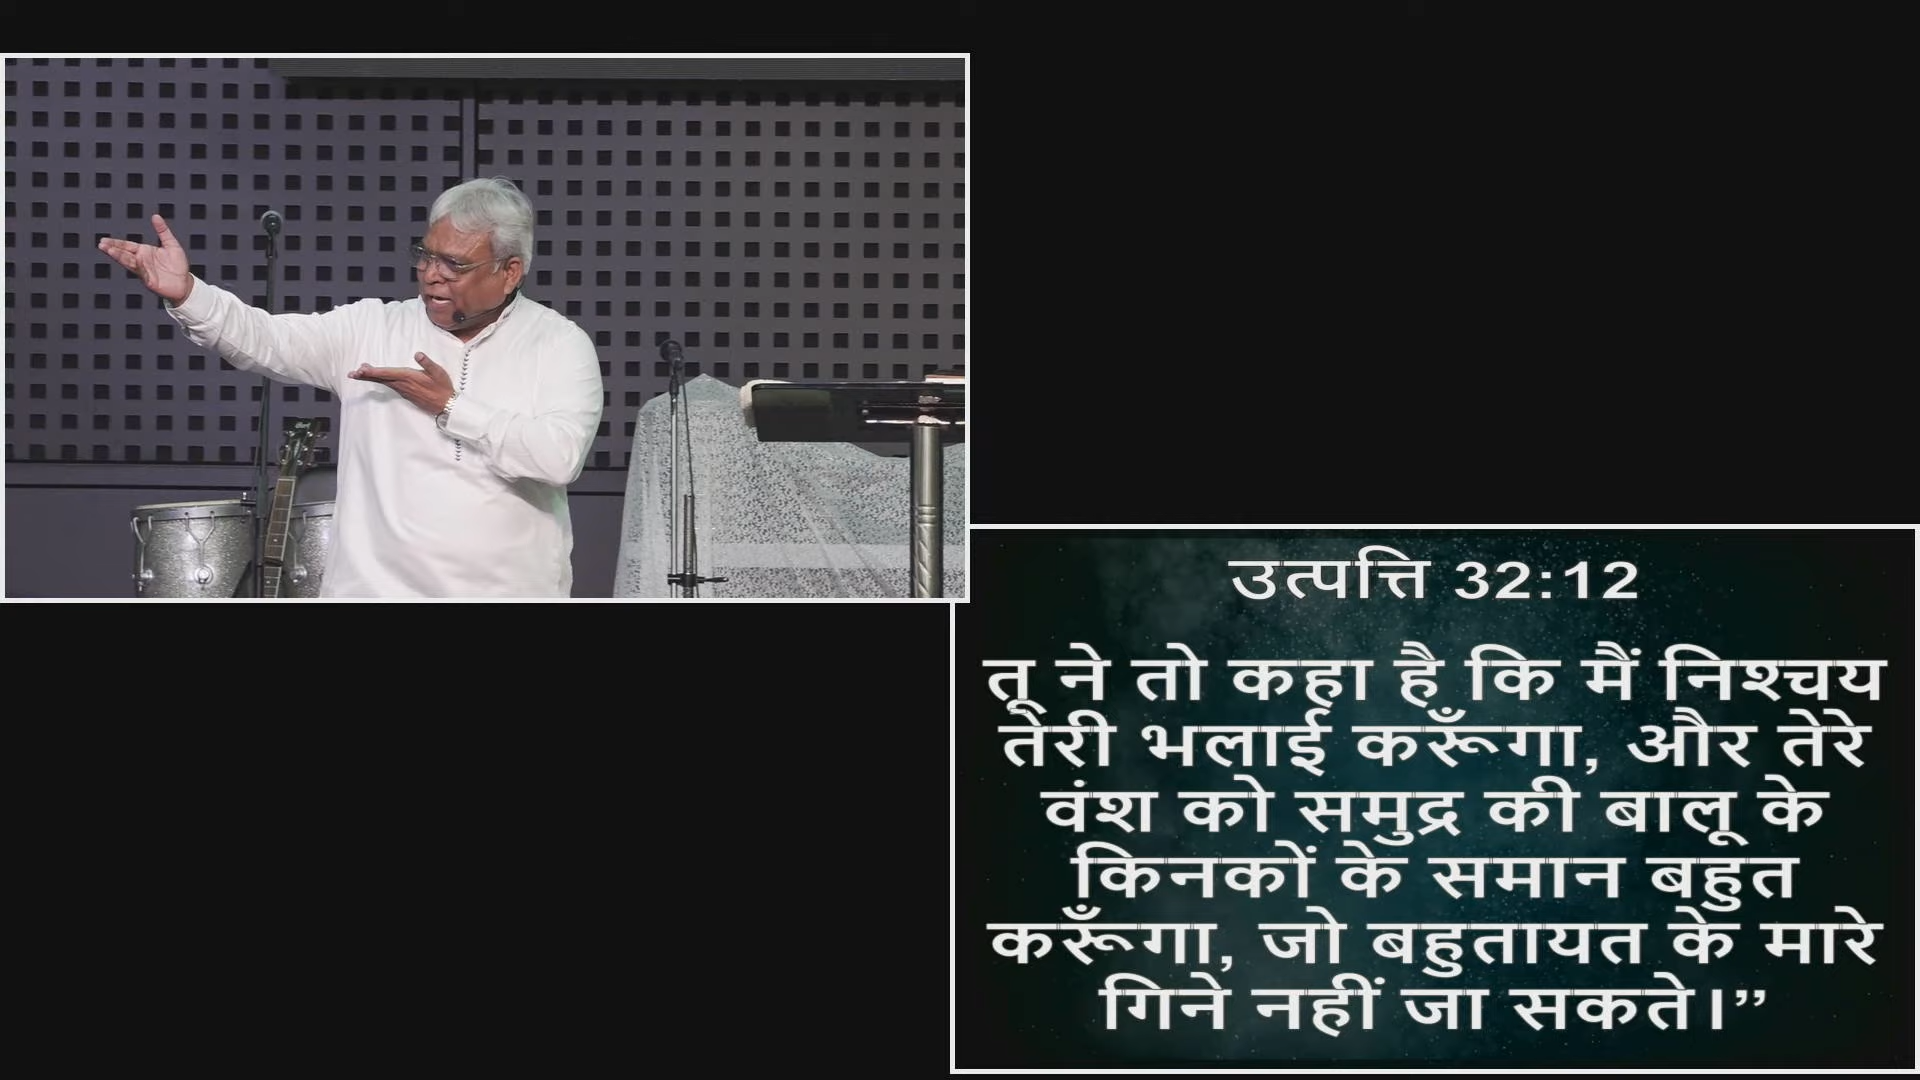 उत्पत्ति 32:12
तू ने तो कहा है कि मैं निश्चय
तेरी भलाई करूँगा, और तेरे
वंश को समुद्र की बालू के
किनकों के समान बहुत
करूँगा, जो बहुतायत के मारे
गिने नहीं जा सकते।”